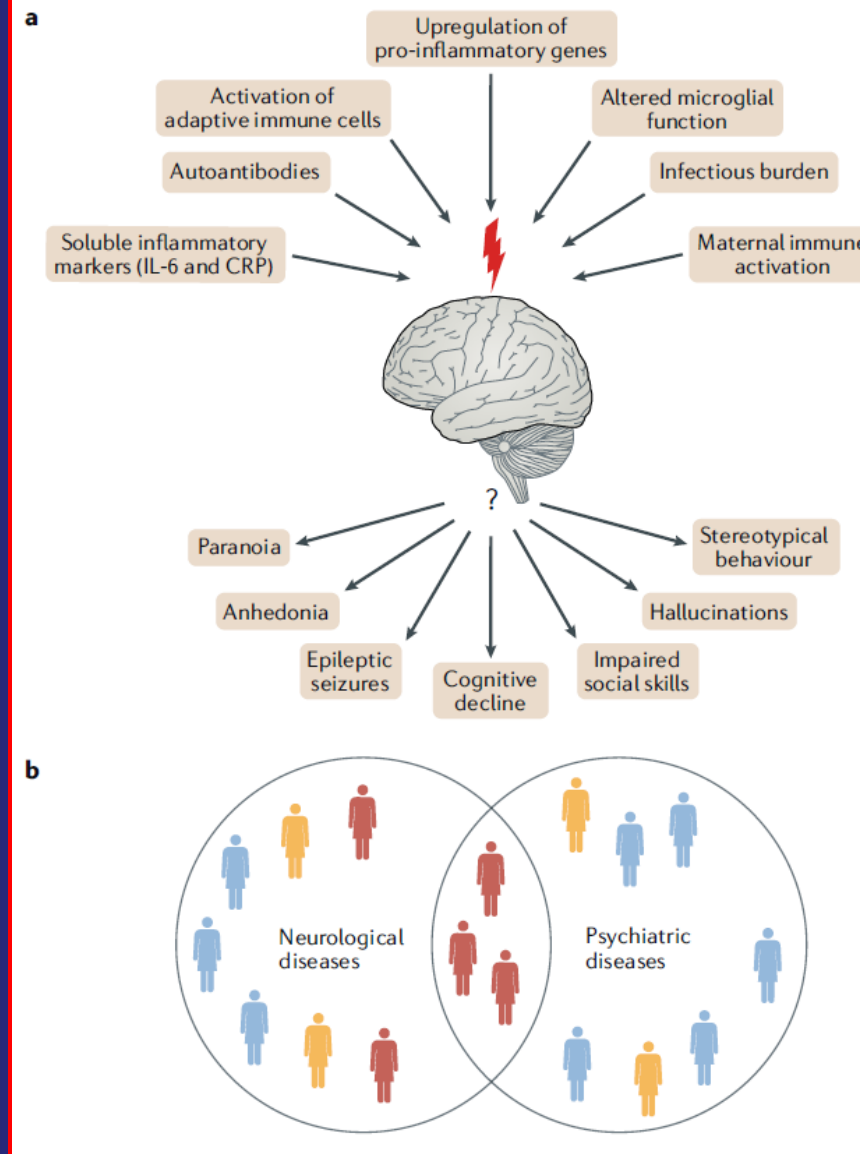 a
Upregulation of
pro-inflammatory genes
Activation of
adaptive immune cells
Altered microglial
function
Autoantibodies
Infectious burden
Soluble inflammatory
markers (IL-6 and CRP)
Maternal immune
activation
?
Paranoia
Stereotypical
behaviour
Anhedonia
Hallucinations
Epileptic
seizures
Cognitive
decline
Impaired
social skills
b
Neurological
diseases
Psychiatric
diseases